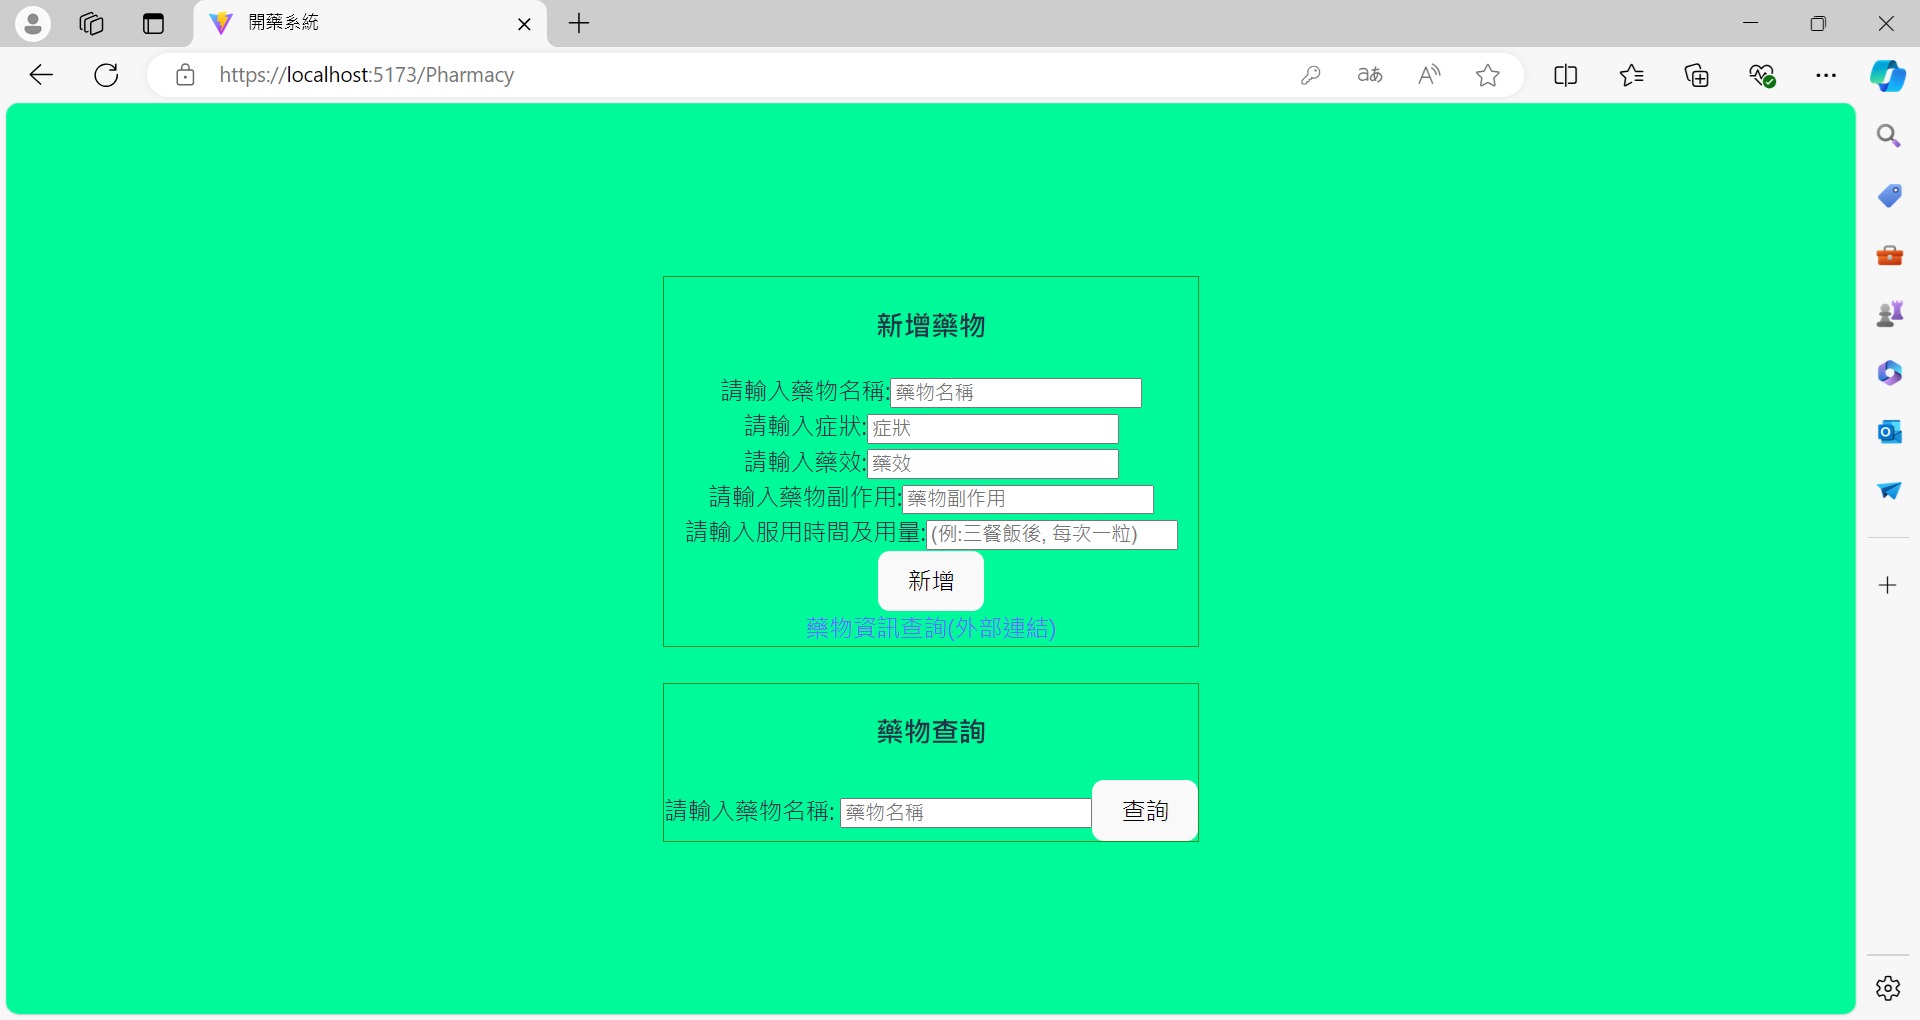 開藥系統
https://localhost:5173/Pharmacy
新增藥物
請輸入藥物名稱:藥物名稱
請輸入症狀:症狀
請輸入藥效:藥效
請輸入藥物副作用:藥物副作用
請輸入服用時間及用量:(例:三餐飯後, 每次一粒)
新增
藥物資訊查詢(外部連結)
藥物查詢
請輸入藥物名稱: 藥物名稱 查詢